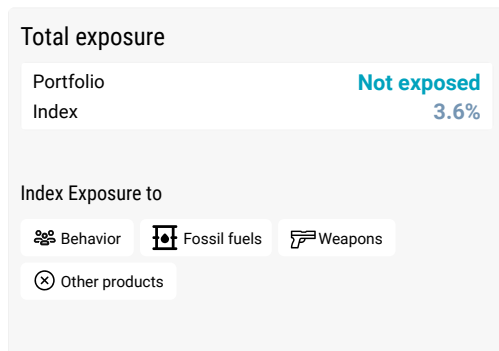 Total exposure
Portfolio Not exposed
Index 3.6%
Index Exposure to
Behavior Fossil fuels Weapons
Other products